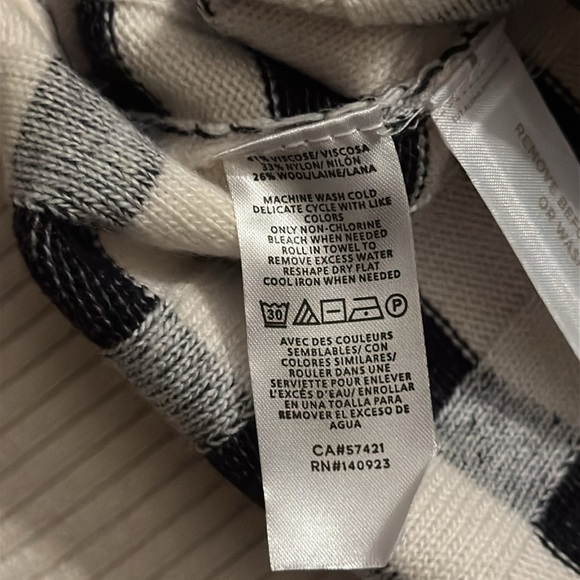 41% VISCOSE/ VISCOSA
33% NYLON/ NILÓN
26% WOOL/LAINE/LANA
MACHINE WASH COLD
DELICATE CYCLE WITH LIKE
COLORS
ONLY NON-CHLORINE
BLEACH WHEN NEEDED
ROLL IN TOWEL TO
REMOVE EXCESS WATER
RESHAPE DRY FLAT
COOL IRON WHEN NEEDED
30 P
AVEC DES COULEURS
SEMBLABLES/ CON
COLORES SIMILARES/
ROULER DANS UNE
SERVIETTE POUR ENLEVER
L'EXCÈS D'EAU/ ENROLLAR
EN UNA TOALLA PARA
REMOVER EL EXCESO DE
AGUA
CA#57421
RN#140923
REMOVE
OR